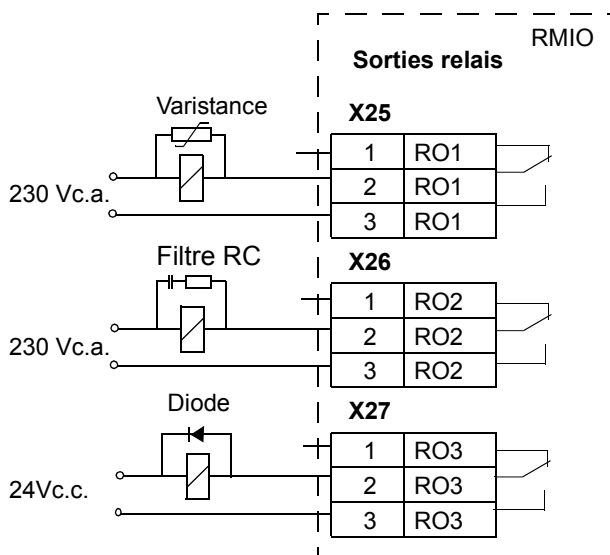 RMIO
Sorties relais
Varistance
X25
1 RO1
230 Vc.a.
2 RO1
3 RO1
Filtre RC
X26
1 RO2
230 Vc.a.
2 RO2
3 RO2
Diode
X27
1 RO3
24Vc.c.
2 RO3
3 RO3